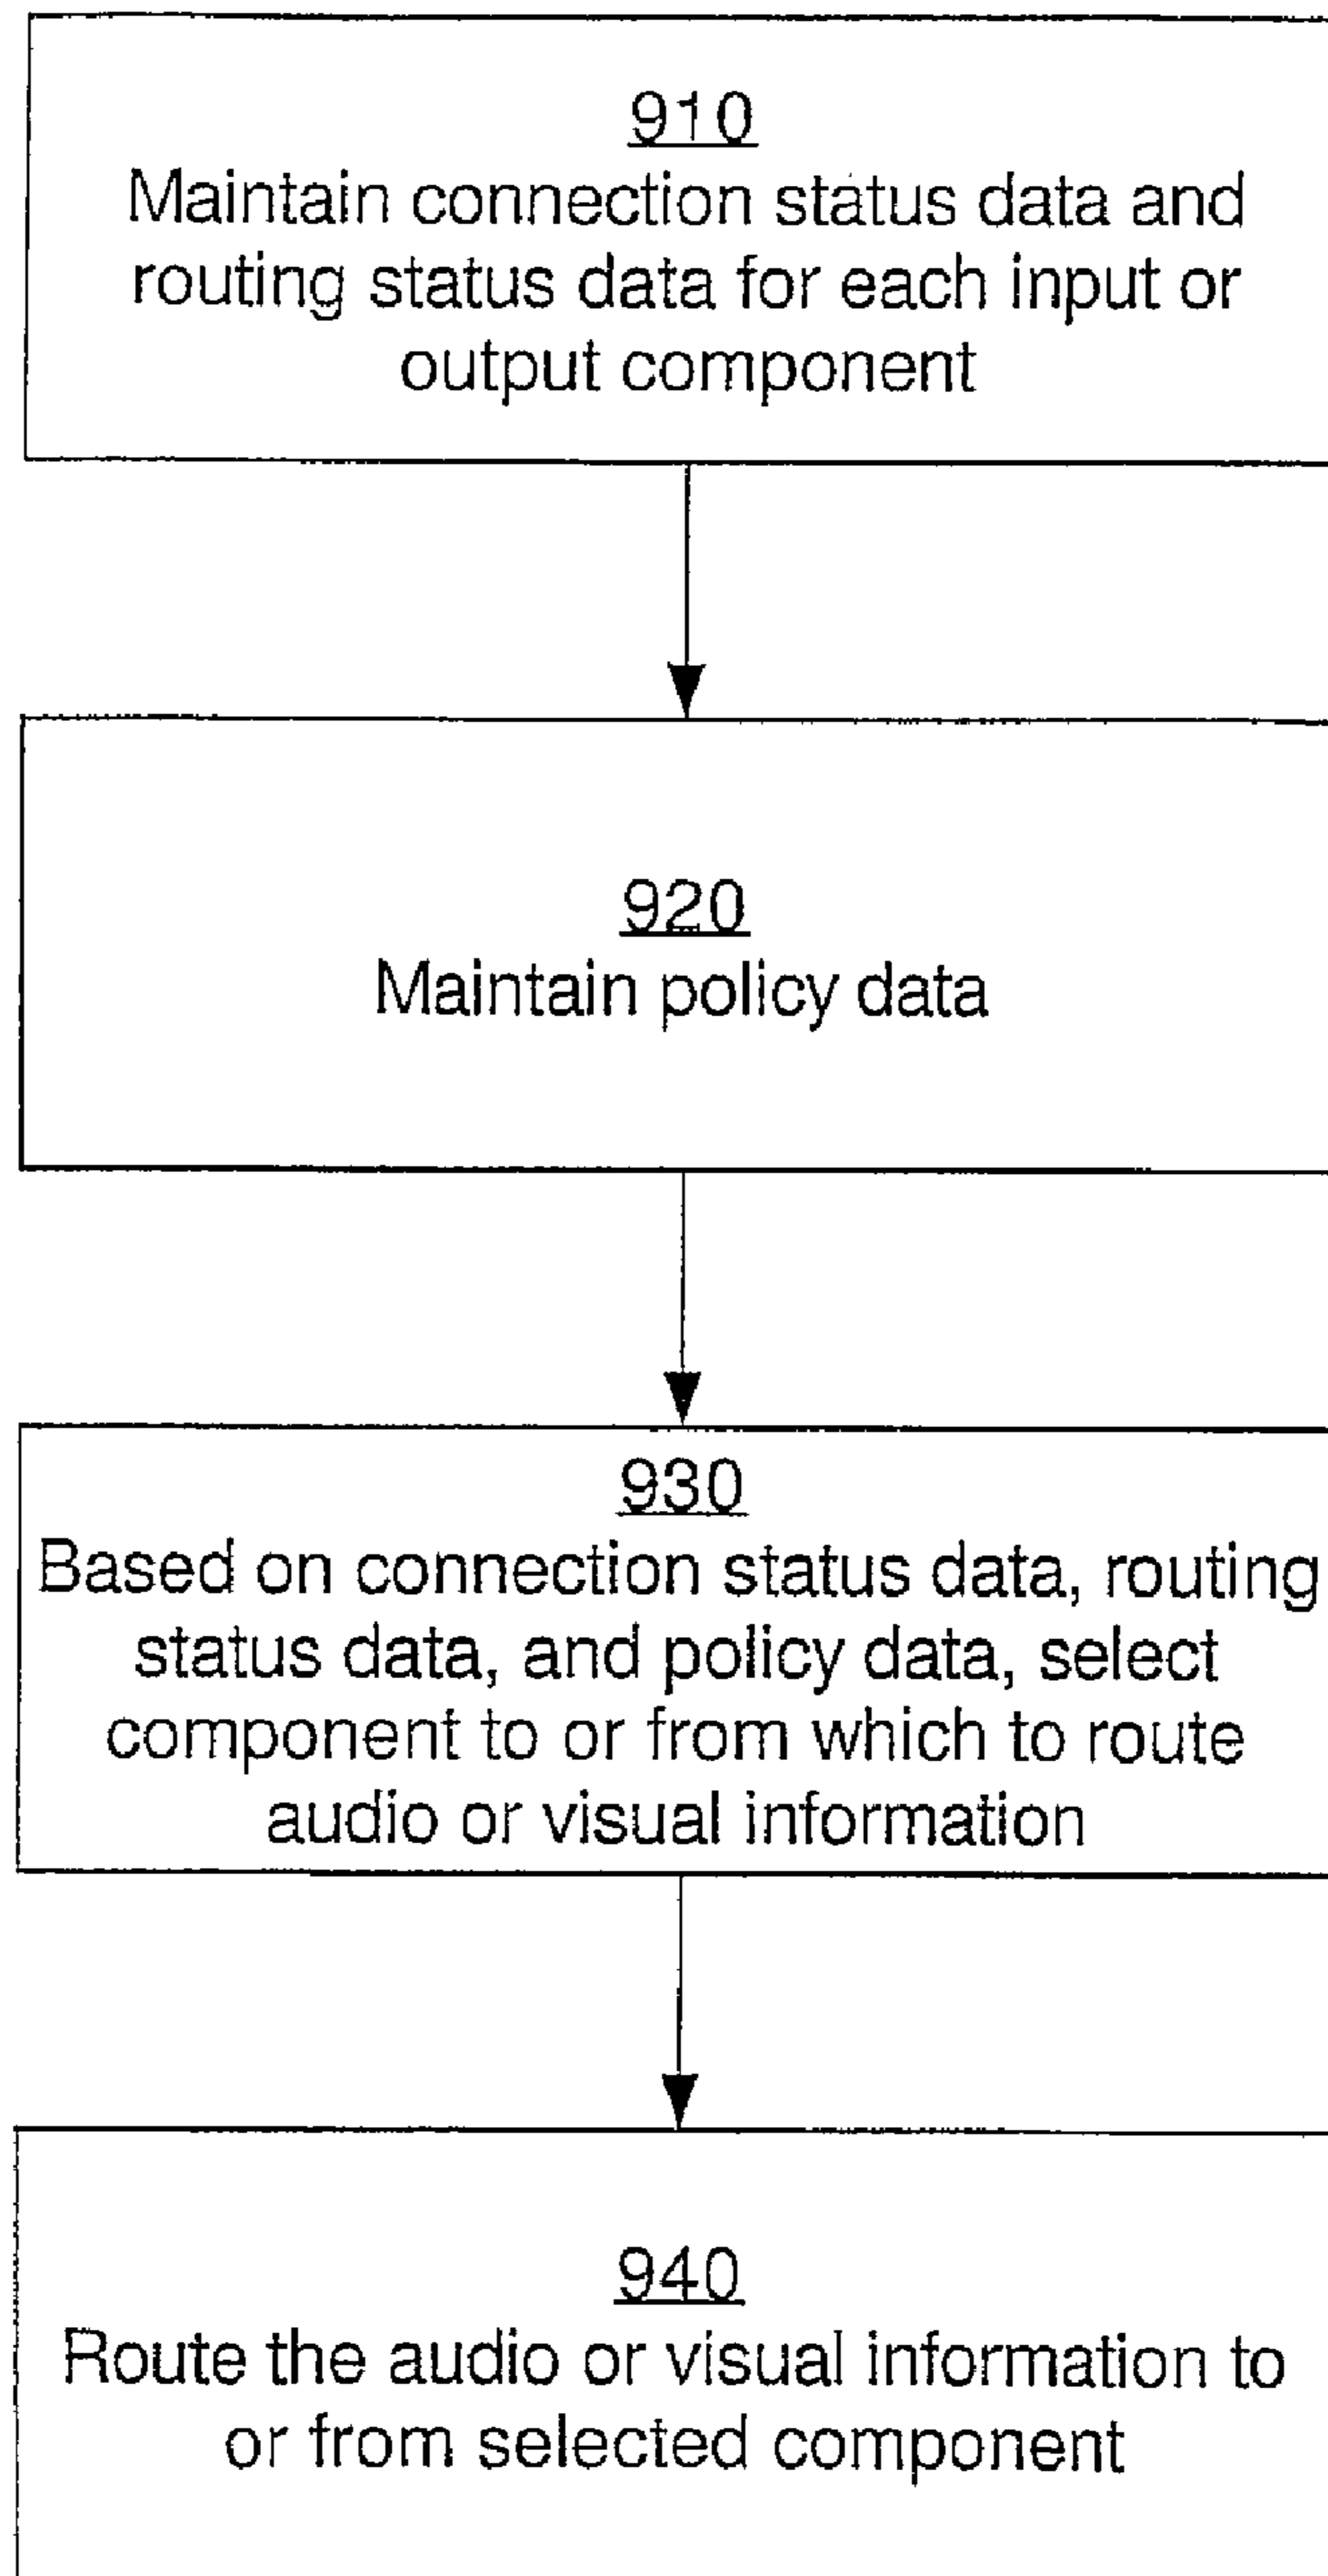 910
Maintain connection status data and
routing status data for each input or
output component
920
Maintain policy data
930
Based on connection status data, routing
status data, and policy data, select
component to or from which to route
audio or visual information
940
Route the audio or visual information to
or from selected component